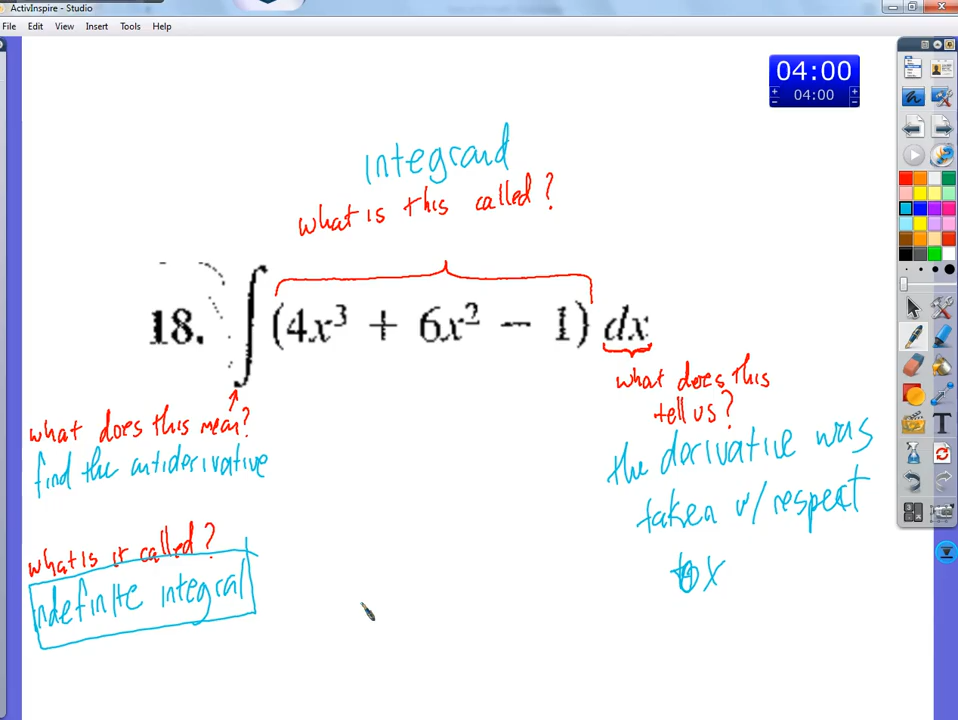 ActivInspire - Studio
File Edit View Insert Tools Help
04:00
04:00
integrand
what is this called?
18. ∫ (4x³ + 6x² − 1) dx
what does this mean?
find the antiderivative
what does this
tell us?
the derivative was
taken w/ respect
to x
what is it called?
indefinite integral